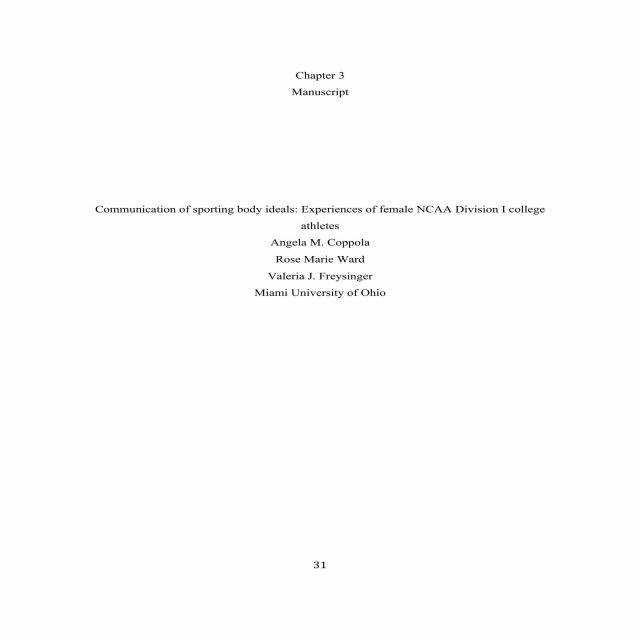 Chapter 3
Manuscript
Communication of sporting body ideals: Experiences of female NCAA Division I college
athletes
Angela M. Coppola
Rose Marie Ward
Valeria J. Freysinger
Miami University of Ohio
31